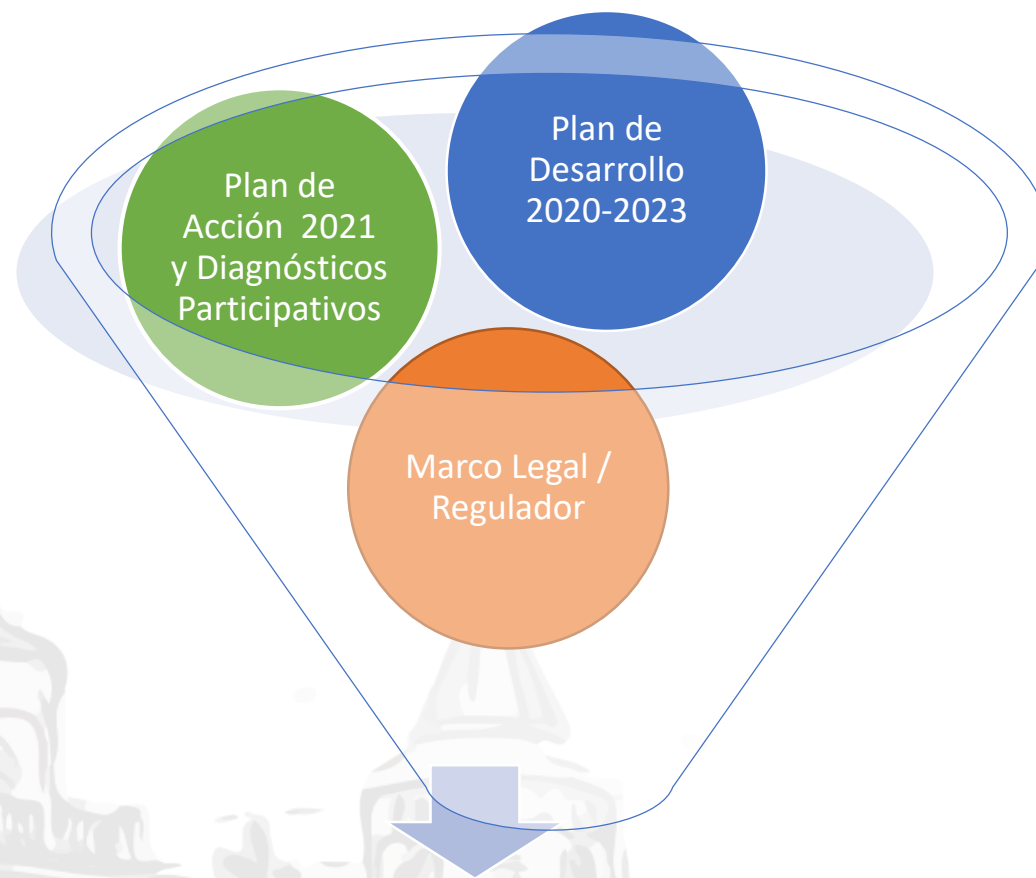 Plan de
Acción 2021
y Diagnósticos
Participativos
Plan de
Desarrollo
2020-2023
Marco Legal /
Regulador